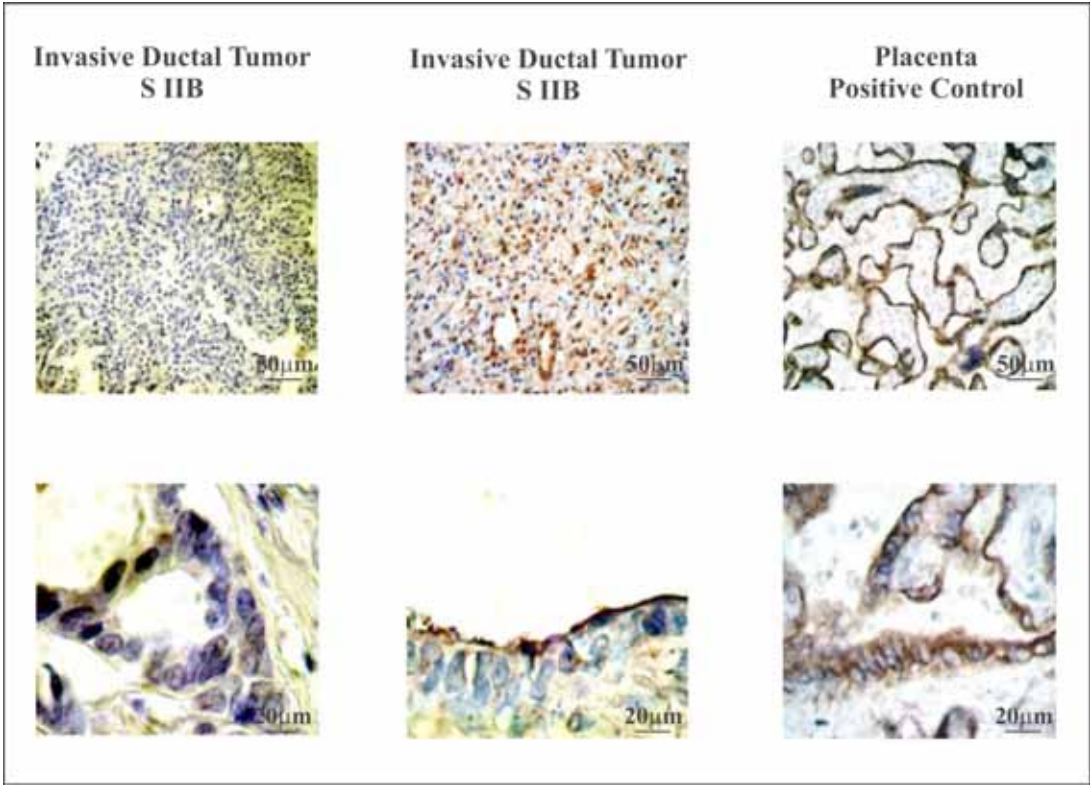 Invasive Ductal Tumor
S IIB
Invasive Ductal Tumor
S IIB
Placenta
Positive Control
50µm
50µm
50µm
20µm
20µm
20µm